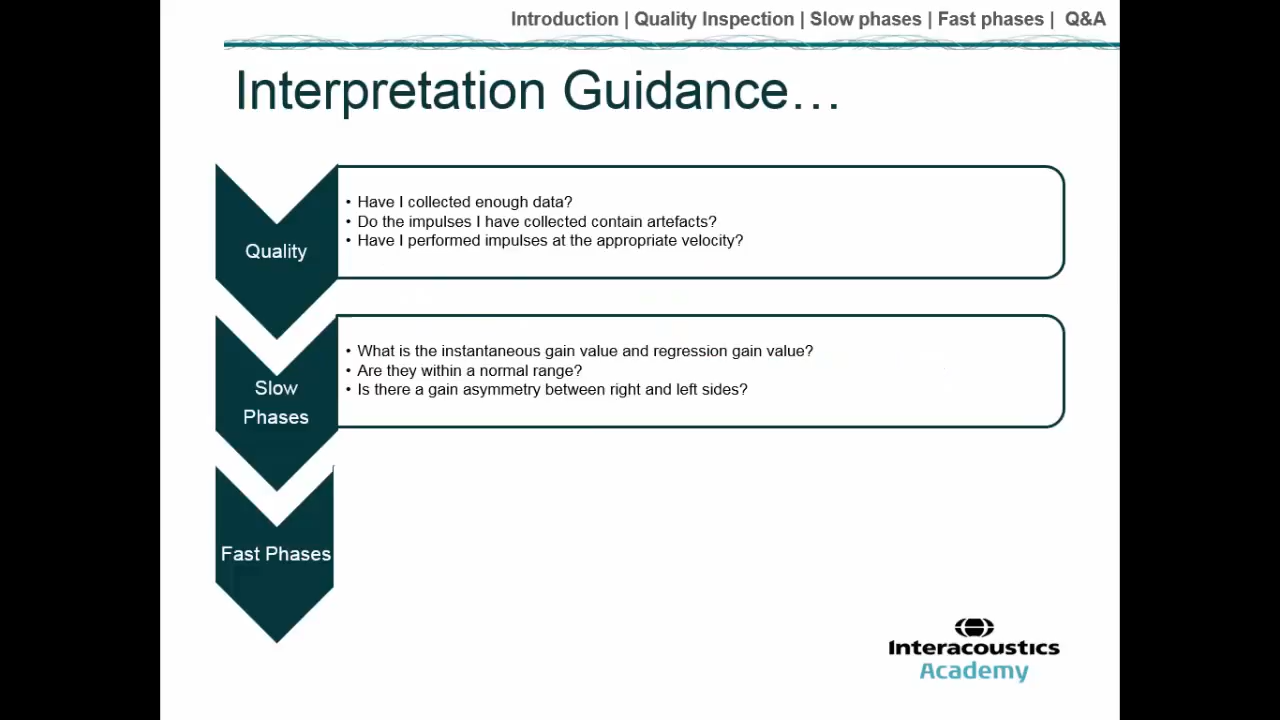 Introduction | Quality Inspection | Slow phases | Fast phases | Q&A
Interpretation Guidance…
Quality
• Have I collected enough data?
• Do the impulses I have collected contain artefacts?
• Have I performed impulses at the appropriate velocity?
Slow
Phases
• What is the instantaneous gain value and regression gain value?
• Are they within a normal range?
• Is there a gain asymmetry between right and left sides?
Fast Phases
Interacoustics
Academy